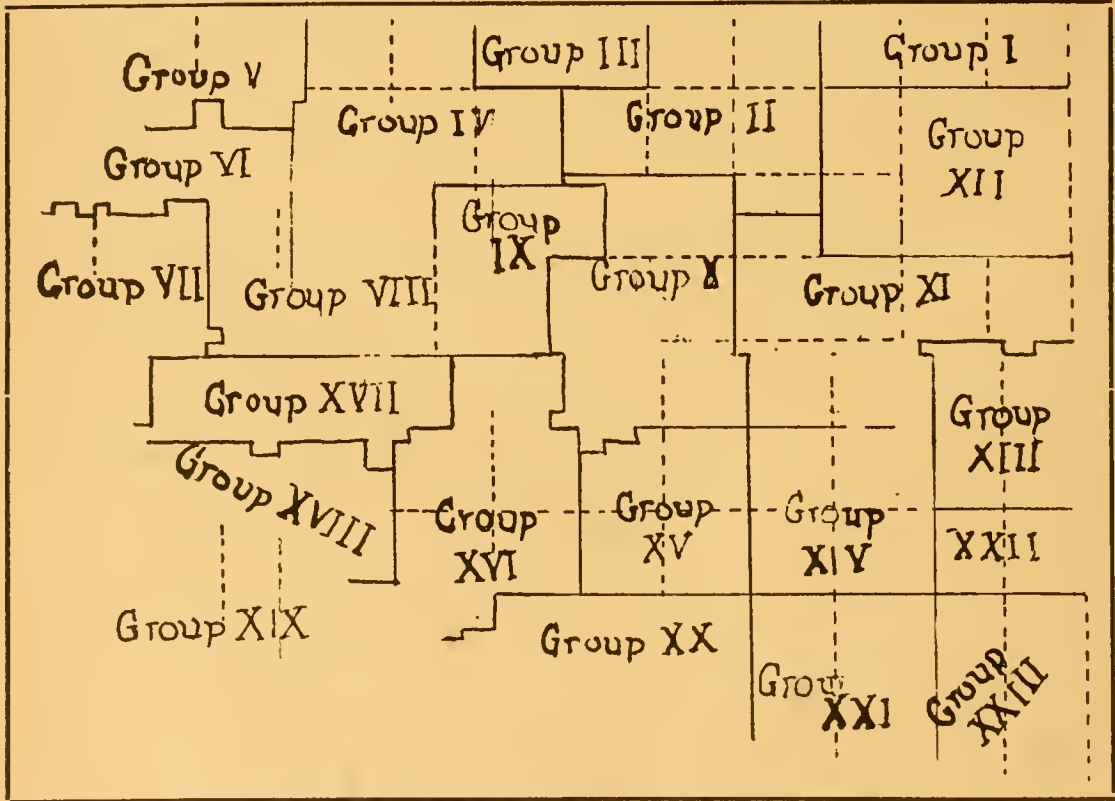 Group V
Group III
Group I
Group IV
Group II
Group XII
Group VI
Group IX
Group VII
Group VIII
Group X
Group XI
Group XVII
Group XIII
Group XVIII
Group XVI
Group XV
Group XIV
XXII
Group XIX
Group XX
Grou XXI
Group XXIII